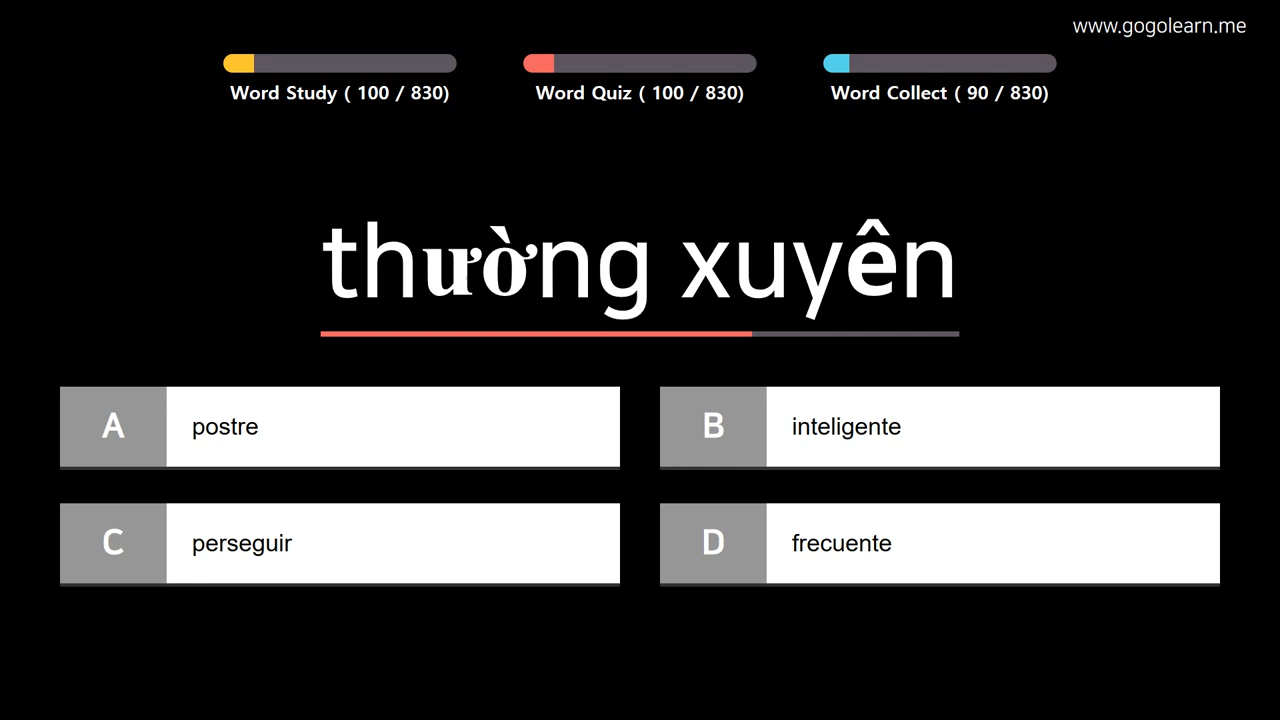 www.gogolearn.me
Word Study ( 100 / 830)
Word Quiz ( 100 / 830)
Word Collect ( 90 / 830)
thường xuyên
A postre
B inteligente
C perseguir
D frecuente